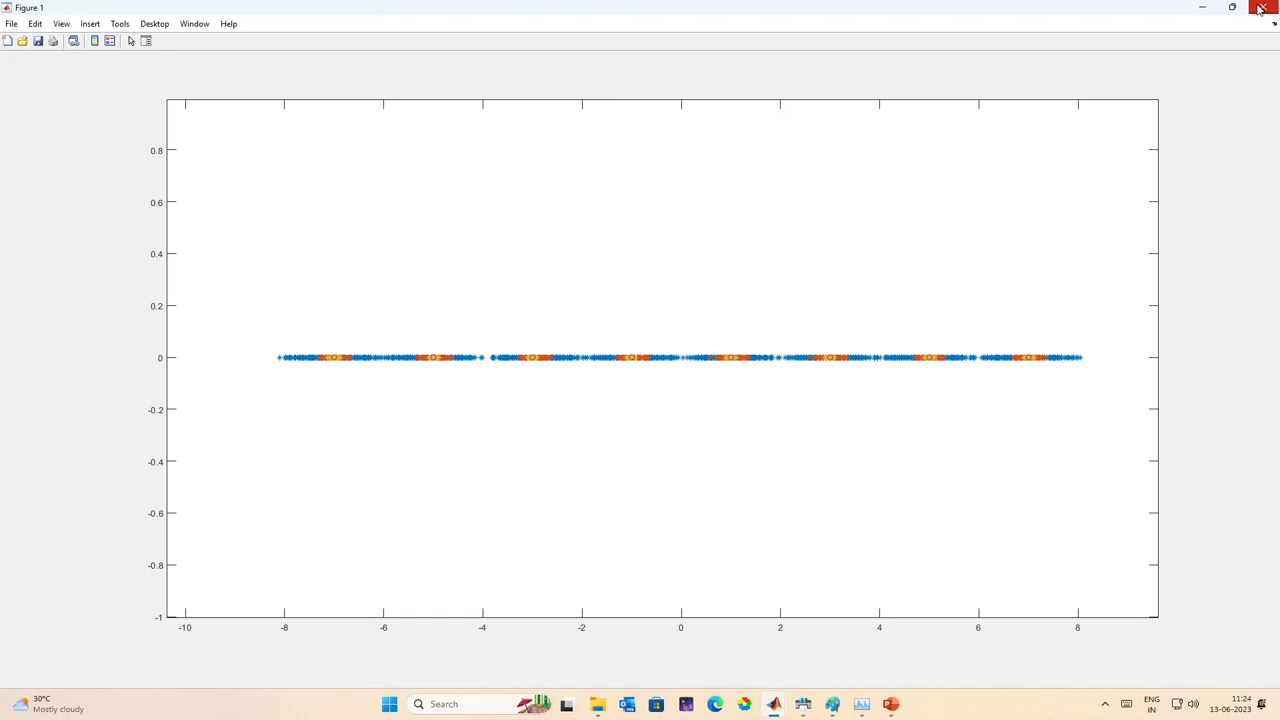 Figure 1
File Edit View Insert Tools Desktop Window Help
0.8
0.6
0.4
0.2
0
-0.2
-0.4
-0.6
-0.8
-1
-10 -8 -6 -4 -2 0 2 4 6 8
30°C
Mostly cloudy
Search
ENG
IN
11:24
13-06-2023